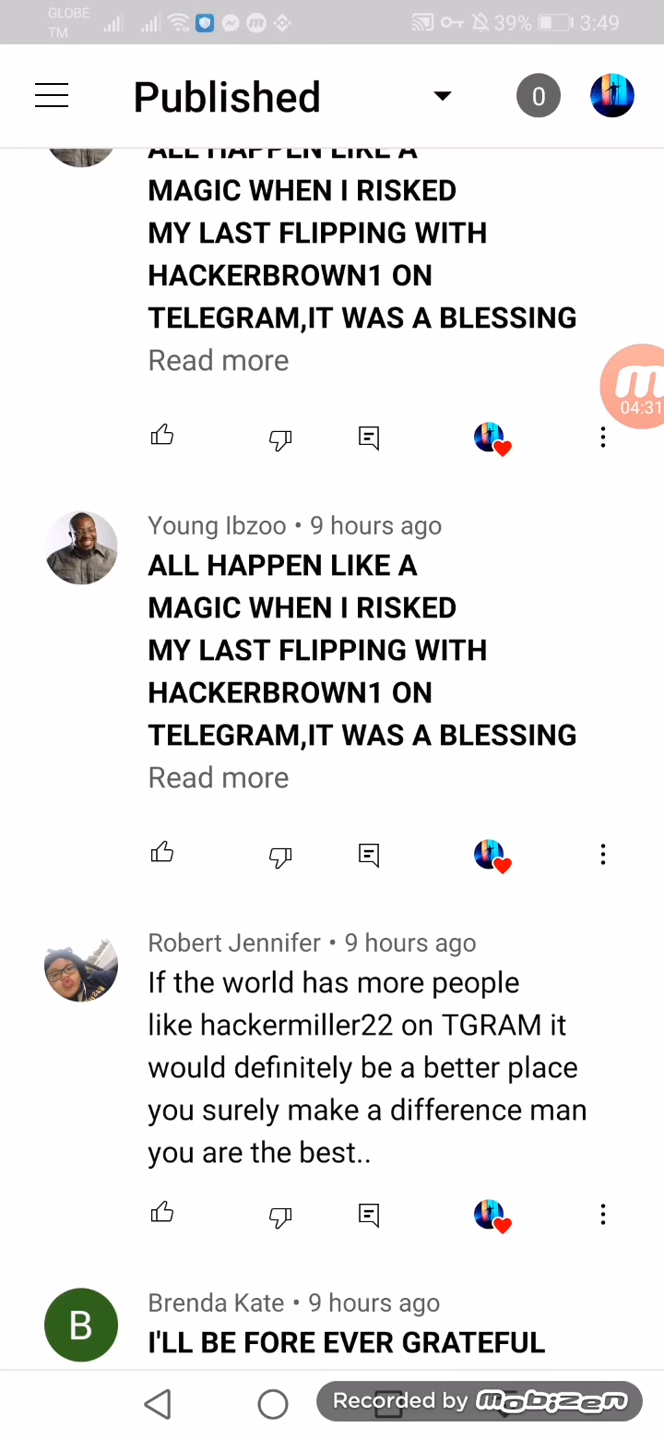 GLOBE
TM
39%
3:49
Published
0
ALL HAPPEN LIKE A
MAGIC WHEN I RISKED
MY LAST FLIPPING WITH
HACKERBROWN1 ON
TELEGRAM,IT WAS A BLESSING
Read more
04:31
Young Ibzoo • 9 hours ago
ALL HAPPEN LIKE A
MAGIC WHEN I RISKED
MY LAST FLIPPING WITH
HACKERBROWN1 ON
TELEGRAM,IT WAS A BLESSING
Read more
Robert Jennifer • 9 hours ago
If the world has more people
like hackermiller22 on TGRAM it
would definitely be a better place
you surely make a difference man
you are the best..
B
Brenda Kate • 9 hours ago
I'LL BE FORE EVER GRATEFUL
Recorded by mobizen